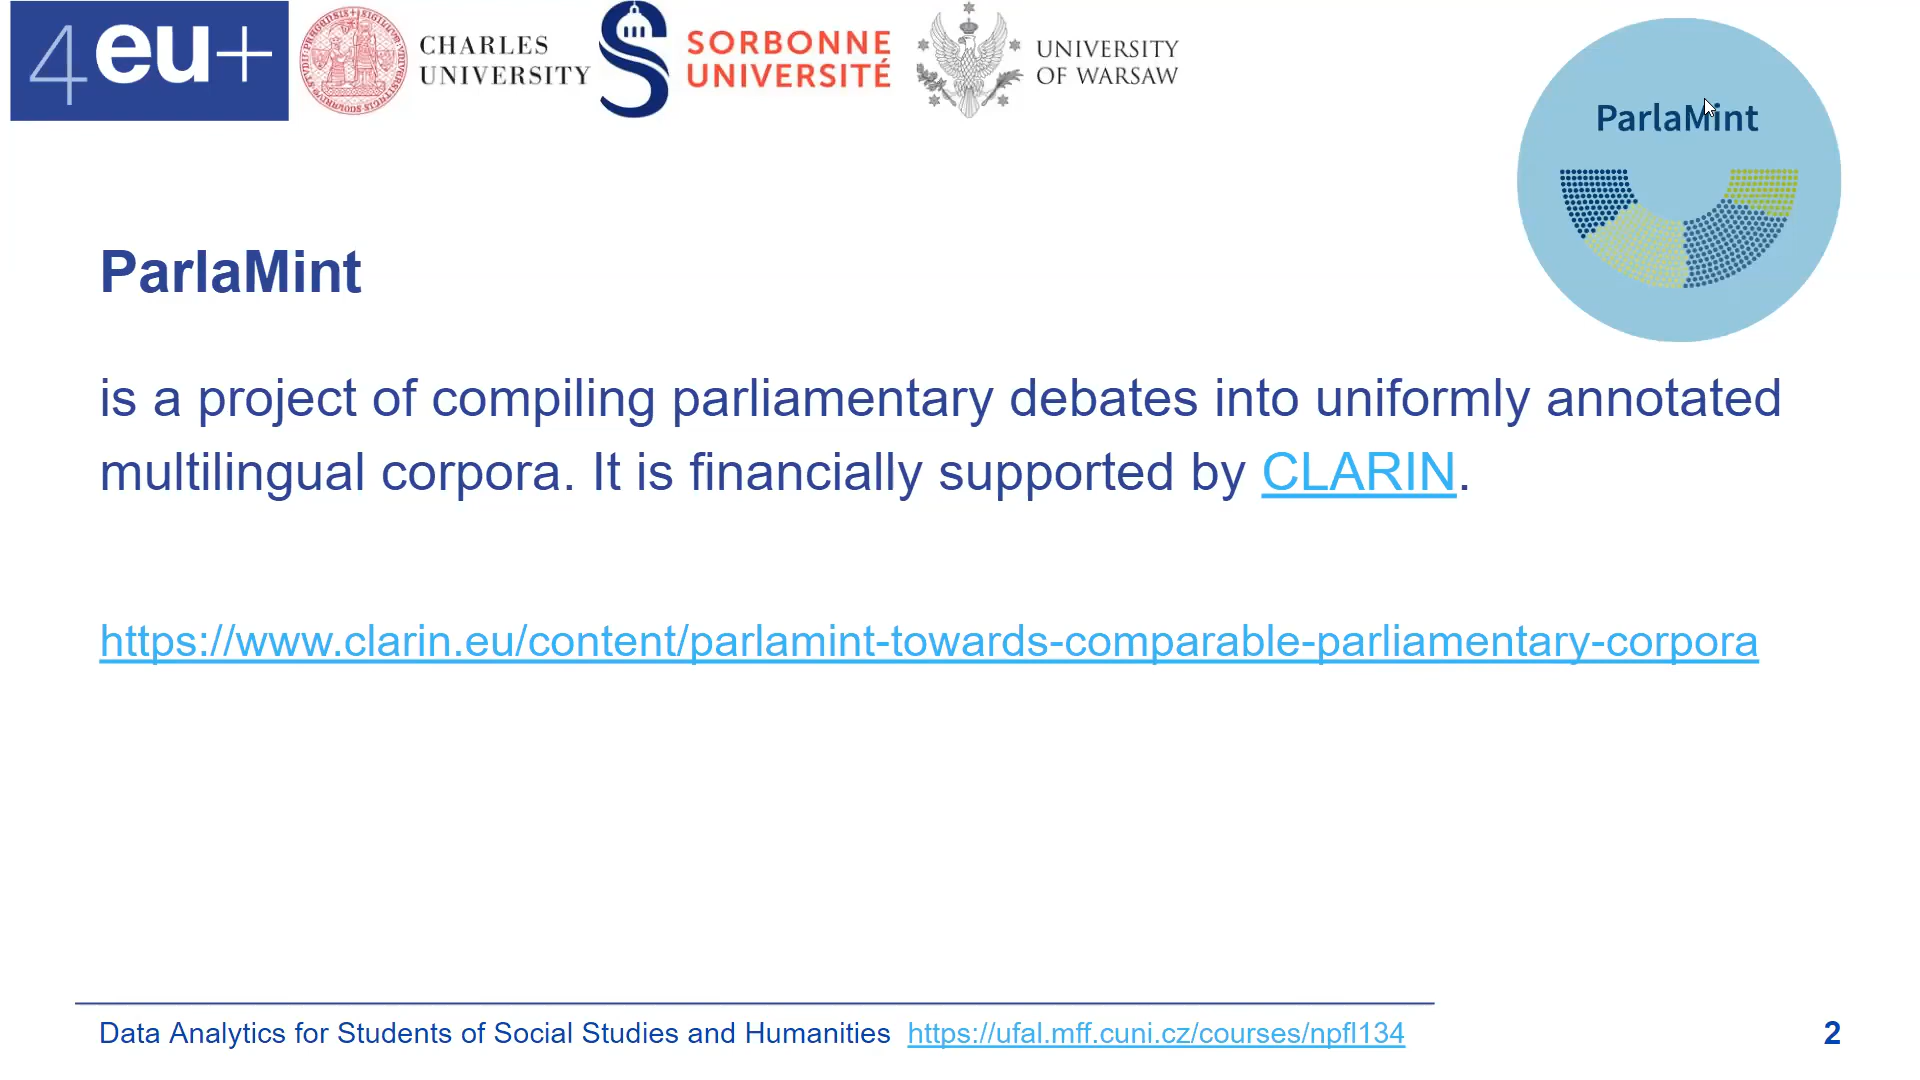 4eu+
CHARLES
UNIVERSITY
SORBONNE
UNIVERSITÉ
UNIVERSITY
OF WARSAW
ParlaMint
ParlaMint
is a project of compiling parliamentary debates into uniformly annotated
multilingual corpora. It is financially supported by CLARIN.
https://www.clarin.eu/content/parlamint-towards-comparable-parliamentary-corpora
Data Analytics for Students of Social Studies and Humanities https://ufal.mff.cuni.cz/courses/npfl134
2